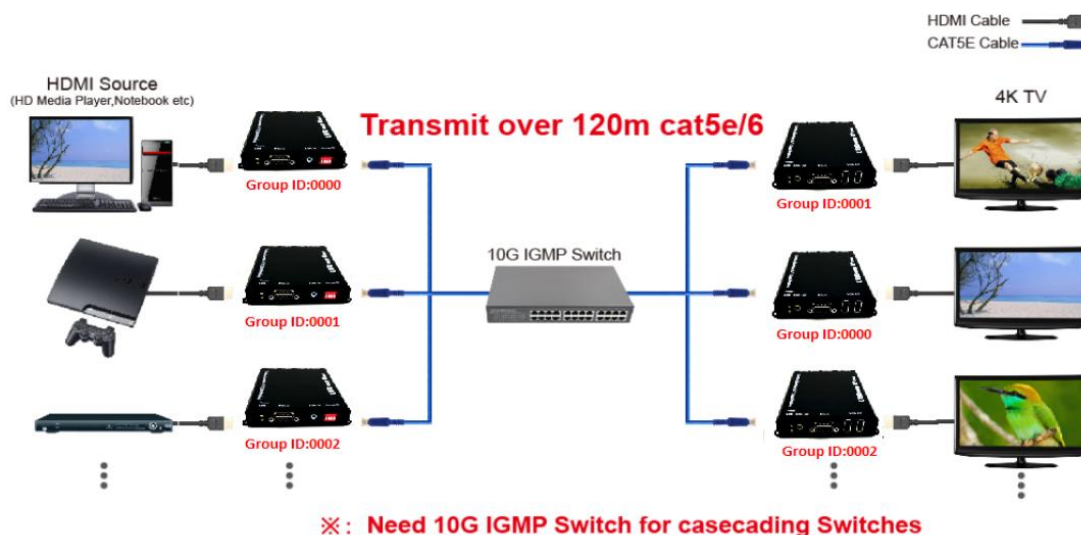 HDMI Cable
CAT5E Cable
HDMI Source
(HD Media Player,Notebook etc)
Transmit over 120m cat5e/6
4K TV
Group ID:0000
Group ID:0001
10G IGMP Switch
Group ID:0001
Group ID:0000
Group ID:0002
Group ID:0002
※: Need 10G IGMP Switch for casecading Switches